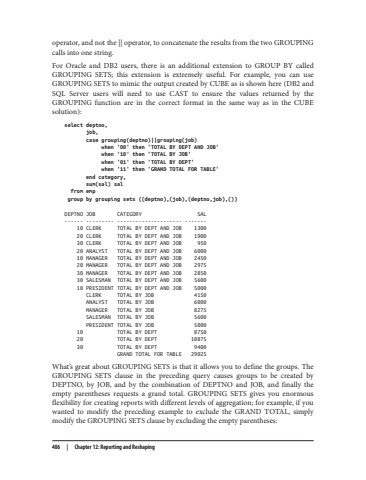 operator, and not the || operator, to concatenate the results from the two GROUPING
calls into one string.
For Oracle and DB2 users, there is an additional extension to GROUP BY called
GROUPING SETS; this extension is extremely useful. For example, you can use
GROUPING SETS to mimic the output created by CUBE as is shown here (DB2 and
SQL Server users will need to use CAST to ensure the values returned by the
GROUPING function are in the correct format in the same way as in the CUBE
solution):
select deptno,
job,
case grouping(deptno)||grouping(job)
when '00' then 'TOTAL BY DEPT AND JOB'
when '10' then 'TOTAL BY JOB'
when '01' then 'TOTAL BY DEPT'
when '11' then 'GRAND TOTAL FOR TABLE'
end category,
sum(sal) sal
from emp
group by grouping sets ((deptno),(job),(deptno,job),())
DEPTNO JOB CATEGORY SAL
------ --------- --------------------- -------
10 CLERK TOTAL BY DEPT AND JOB 1300
20 CLERK TOTAL BY DEPT AND JOB 1900
30 CLERK TOTAL BY DEPT AND JOB 950
20 ANALYST TOTAL BY DEPT AND JOB 6000
10 MANAGER TOTAL BY DEPT AND JOB 2450
20 MANAGER TOTAL BY DEPT AND JOB 2975
30 MANAGER TOTAL BY DEPT AND JOB 2850
30 SALESMAN TOTAL BY DEPT AND JOB 5600
10 PRESIDENT TOTAL BY DEPT AND JOB 5000
CLERK TOTAL BY JOB 4150
ANALYST TOTAL BY JOB 6000
MANAGER TOTAL BY JOB 8275
SALESMAN TOTAL BY JOB 5600
PRESIDENT TOTAL BY JOB 5000
10 TOTAL BY DEPT 8750
20 TOTAL BY DEPT 10875
30 TOTAL BY DEPT 9400
GRAND TOTAL FOR TABLE 29025
What's great about GROUPING SETS is that it allows you to define the groups. The
GROUPING SETS clause in the preceding query causes groups to be created by
DEPTNO, by JOB, and by the combination of DEPTNO and JOB, and finally the
empty parentheses requests a grand total. GROUPING SETS gives you enormous
flexibility for creating reports with different levels of aggregation; for example, if you
wanted to modify the preceding example to exclude the GRAND TOTAL, simply
modify the GROUPING SETS clause by excluding the empty parentheses:
406 | Chapter 12: Reporting and Reshaping